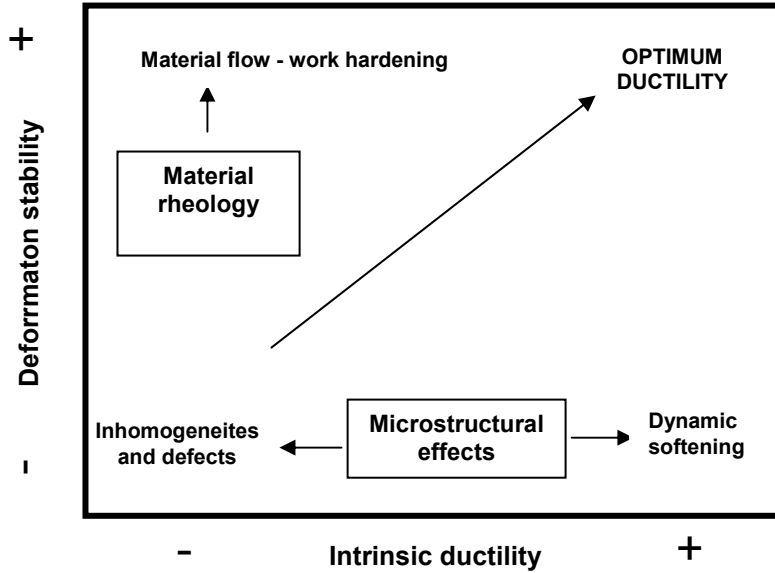 +
Material flow - work hardening
OPTIMUM
DUCTILITY
Material
rheology
Deforrmaton stability
Inhomogeneites
and defects
Microstructural
effects
Dynamic
softening
-
-
Intrinsic ductility
+